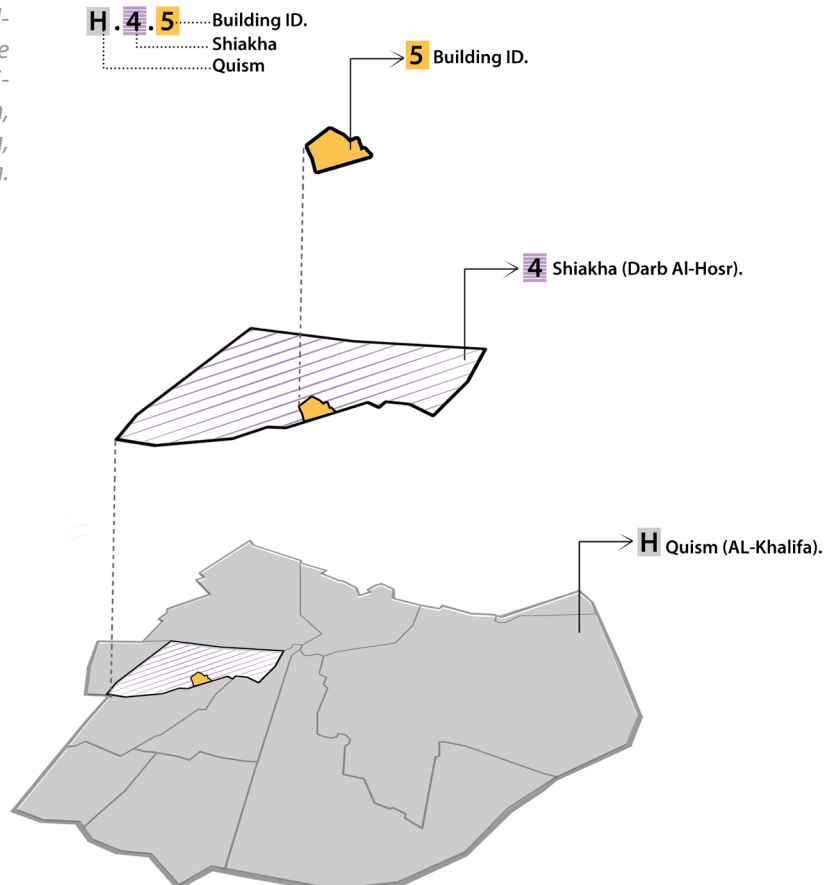 H.4.5 Building ID.
Shiakha
Quism
5 Building ID.
4 Shiakha (Darb Al-Hosr).
H Quism (AL-Khalifa).